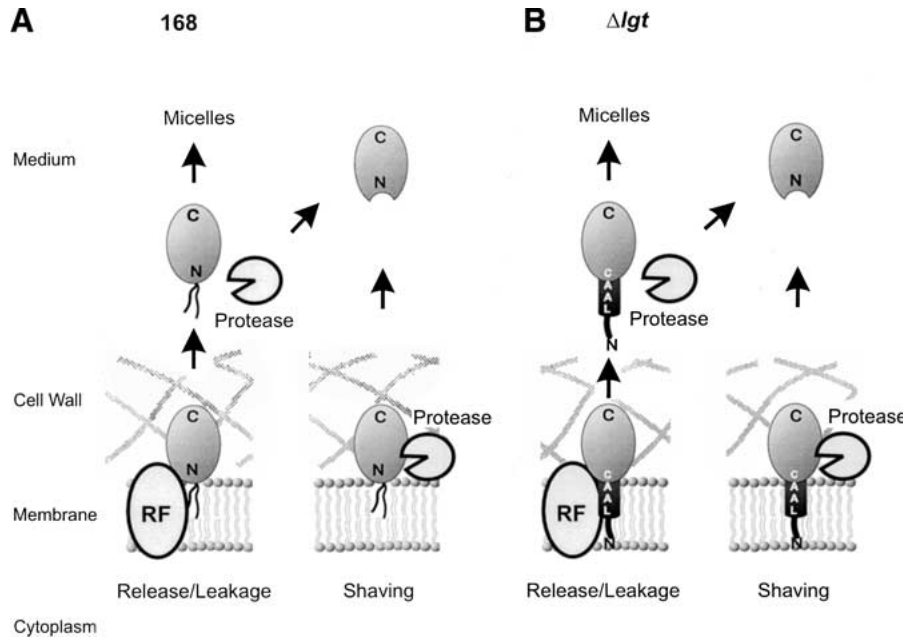 A 168
Micelles
Medium
C
N
C
N
Protease
Cell Wall
C
N
RF
C
N
Protease
Membrane
Release/Leakage Shaving
Cytoplasm
B Δlgt
Micelles
C
N
C
C
A
A
L
N
Protease
C
C
A
A
L
N
RF
C
C
A
A
L
N
Protease
Release/Leakage Shaving